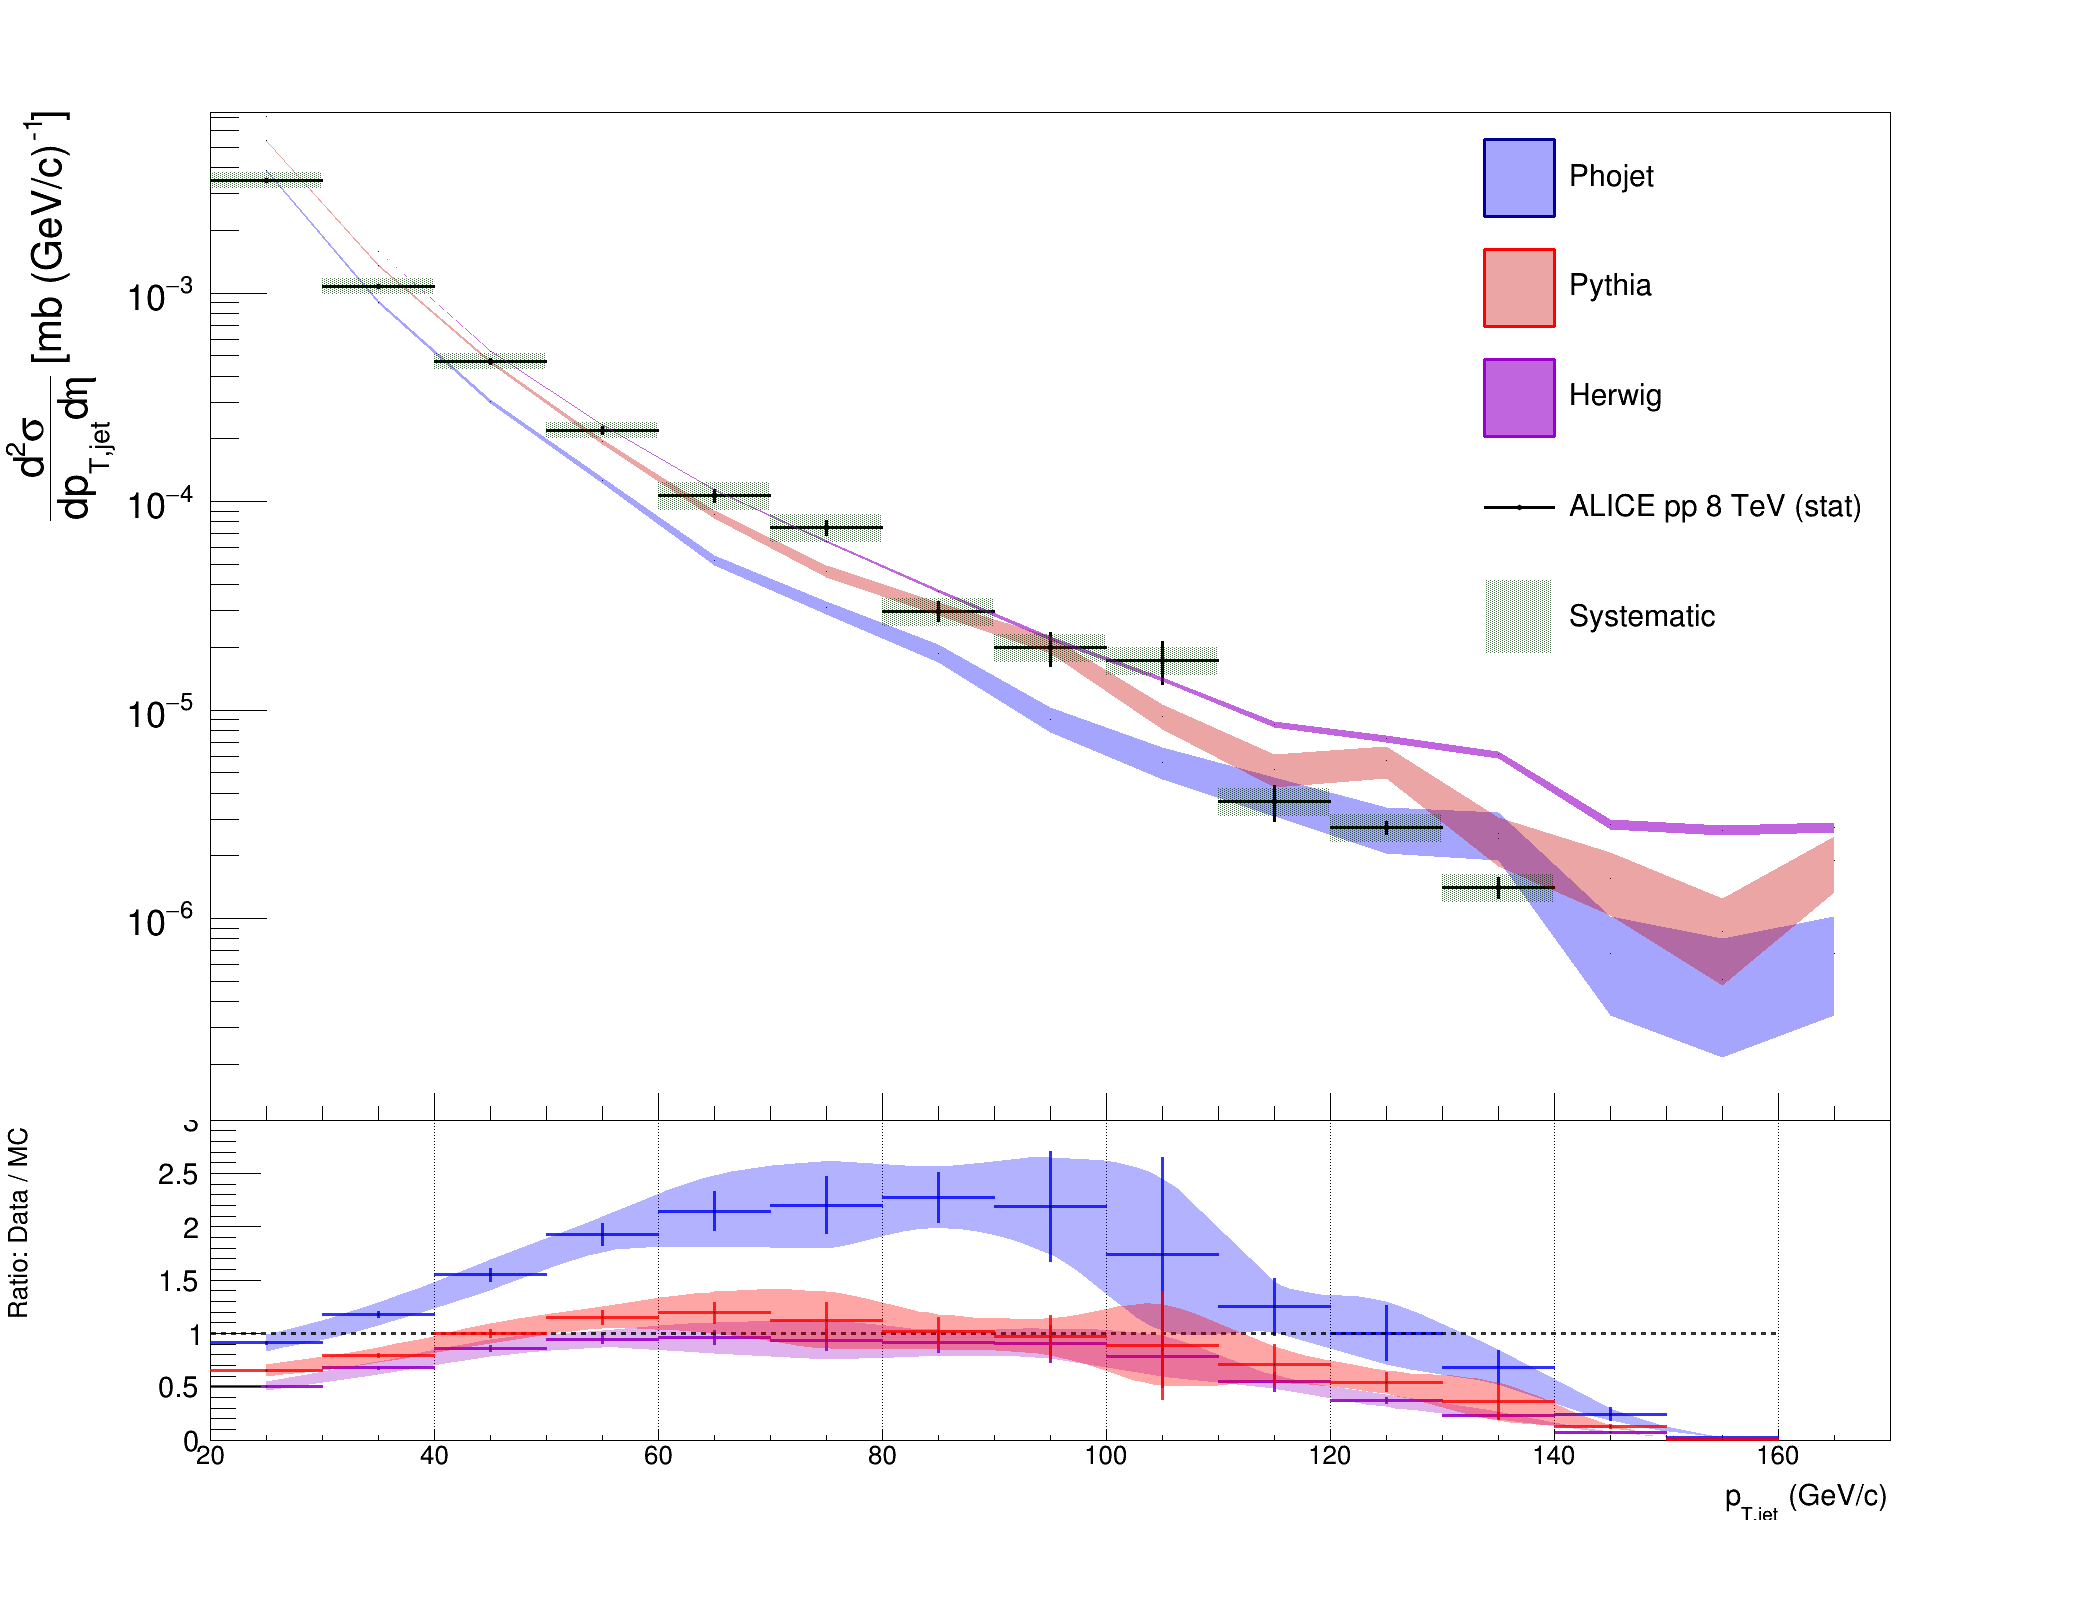 d²σ
dp_T,jet dη [mb (GeV/c)⁻¹]
10⁻³
10⁻⁴
10⁻⁵
10⁻⁶
Phojet
Pythia
Herwig
ALICE pp 8 TeV (stat)
Systematic
Ratio: Data / MC
3
2.5
2
1.5
1
0.5
0
20 40 60 80 100 120 140 160
p_T,jet (GeV/c)